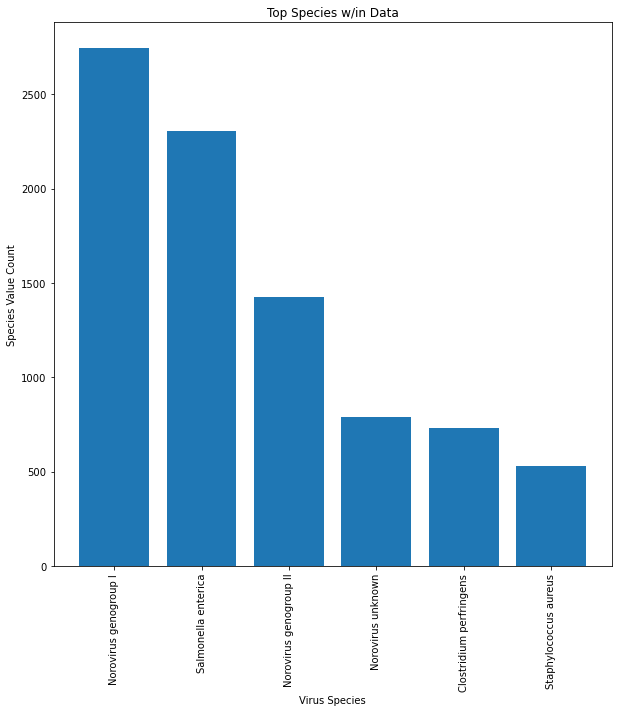 Top Species w/in Data
Species Value Count
2500
2000
1500
1000
500
0
Norovirus genogroup I
Salmonella enterica
Norovirus genogroup II
Norovirus unknown
Clostridium perfringens
Staphylococcus aureus
Virus Species